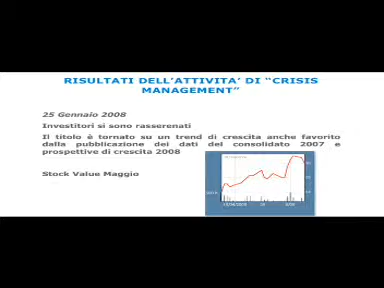 RISULTATI DELL'ATTIVITA' DI "CRISIS
MANAGEMENT"
25 Gennaio 2008
Investitori si sono rasserenati
Il titolo è tornato su un trend di crescita anche favorito
dalla pubblicazione dei dati del consolidato 2007 e
prospettive di crescita 2008
Stock Value Maggio